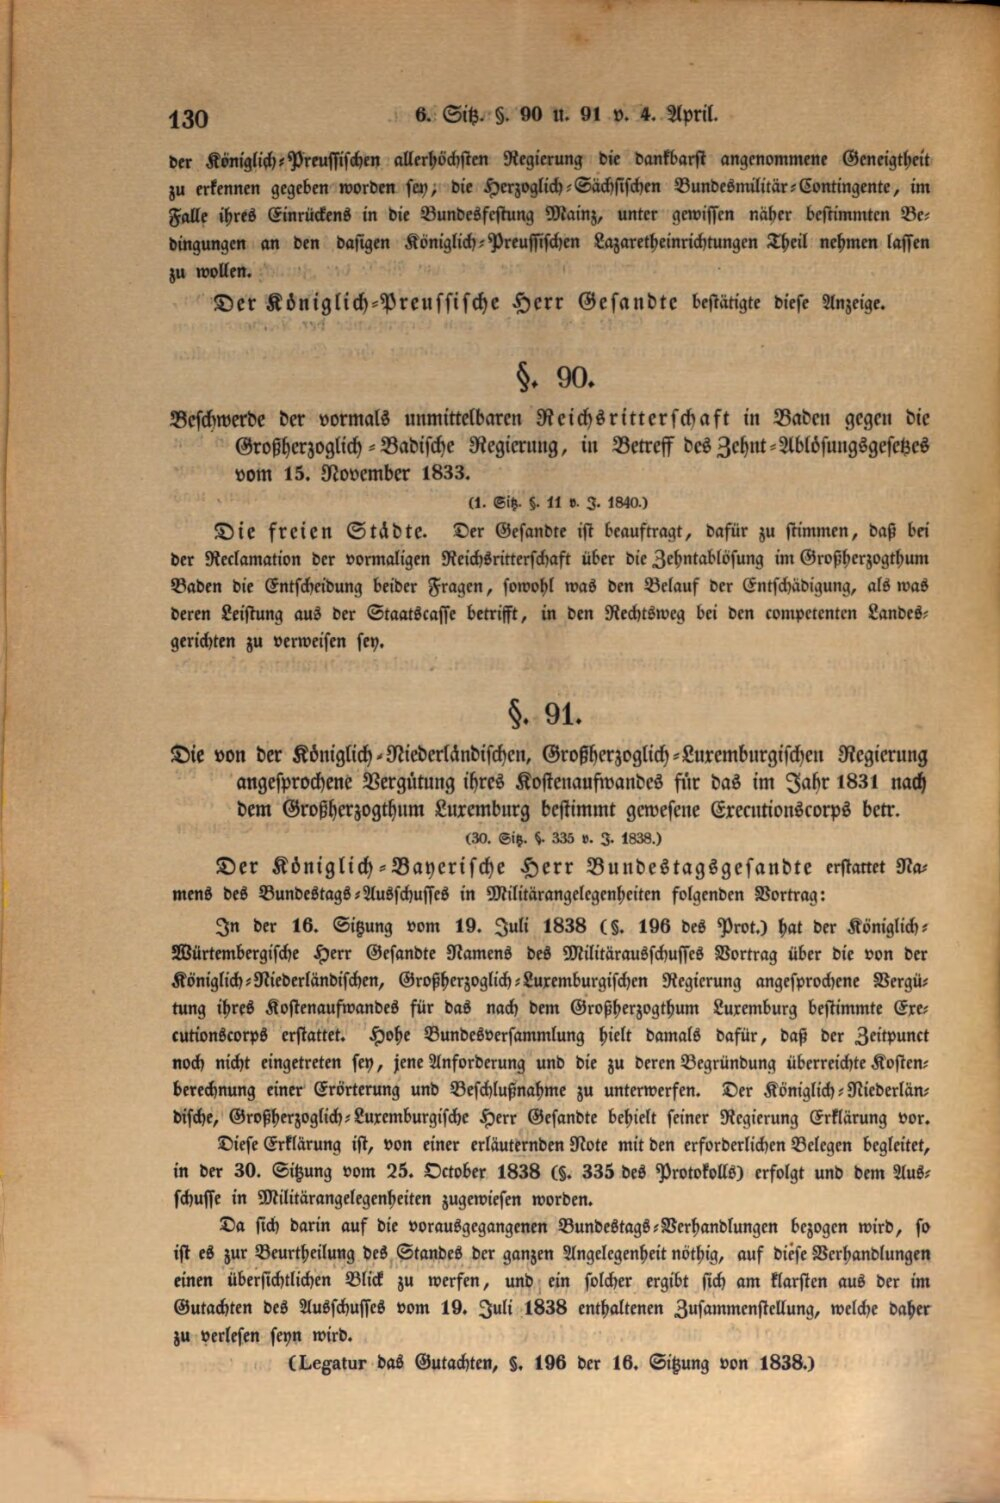 130
6. Sitz. §. 90 u. 91 v. 4. April.
der Königlich-Preussischen allerhöchsten Regierung die dankbarst angenommene Geneigtheit
zu erkennen gegeben worden sey, die Herzoglich-Sächsischen Bundesmilitär-Contingente, im
Falle ihres Einrückens in die Bundesfestung Mainz, unter gewissen näher bestimmten Be-
dingungen an den dasigen Königlich-Preussischen Lazaretheinrichtungen Theil nehmen lassen
zu wollen.
Der Königlich-Preussische Herr Gesandte bestätigte diese Anzeige.
§. 90.
Beschwerde der vormals unmittelbaren Reichsritterschaft in Baden gegen die
Großherzoglich-Badische Regierung, in Betreff des Zehnt-Ablösungsgesetzes
vom 15. November 1833.
(1. Sitz. §. 11 v. J. 1840.)
Die freien Städte. Der Gesandte ist beauftragt, dafür zu stimmen, daß bei
der Reclamation der vormaligen Reichsritterschaft über die Zehntablösung im Großherzogthum
Baden die Entscheidung beider Fragen, sowohl was den Belauf der Entschädigung, als was
deren Leistung aus der Staatscasse betrifft, in den Rechtsweg bei den competenten Landes-
gerichten zu verweisen sey.
§. 91.
Die von der Königlich-Niederländischen, Großherzoglich-Luxemburgischen Regierung
angesprochene Vergütung ihres Kostenaufwandes für das im Jahr 1831 nach
dem Großherzogthum Luxemburg bestimmt gewesene Executionscorps betr.
(30. Sitz. §. 335 v. J. 1838.)
Der Königlich-Bayerische Herr Bundestagsgesandte erstattet Na-
mens des Bundestags-Ausschusses in Militärangelegenheiten folgenden Vortrag:
In der 16. Sitzung vom 19. Juli 1838 (§. 196 des Prot.) hat der Königlich-
Würtembergische Herr Gesandte Namens des Militärausschusses Vortrag über die von der
Königlich-Niederländischen, Großherzoglich-Luxemburgischen Regierung angesprochene Vergü-
tung ihres Kostenaufwandes für das nach dem Großherzogthum Luxemburg bestimmte Exe-
cutionscorps erstattet. Hohe Bundesversammlung hielt damals dafür, daß der Zeitpunct
noch nicht eingetreten sey, jene Anforderung und die zu deren Begründung überreichte Kosten-
berechnung einer Erörterung und Beschlußnahme zu unterwerfen. Der Königlich-Niederlän-
dische, Großherzoglich-Luxemburgische Herr Gesandte behielt seiner Regierung Erklärung vor.
Diese Erklärung ist, von einer erläuternden Note mit den erforderlichen Belegen begleitet,
in der 30. Sitzung vom 25. October 1838 (§. 335 des Protokolls) erfolgt und dem Aus-
schusse in Militärangelegenheiten zugewiesen worden.
Da sich darin auf die vorausgegangenen Bundestags-Verhandlungen bezogen wird, so
ist es zur Beurtheilung des Standes der ganzen Angelegenheit nöthig, auf diese Verhandlungen
einen übersichtlichen Blick zu werfen, und ein solcher ergibt sich am klarsten aus der im
Gutachten des Ausschusses vom 19. Juli 1838 enthaltenen Zusammenstellung, welche daher
zu verlesen seyn wird.
(Legatur das Gutachten, §. 196 der 16. Sitzung von 1838.)